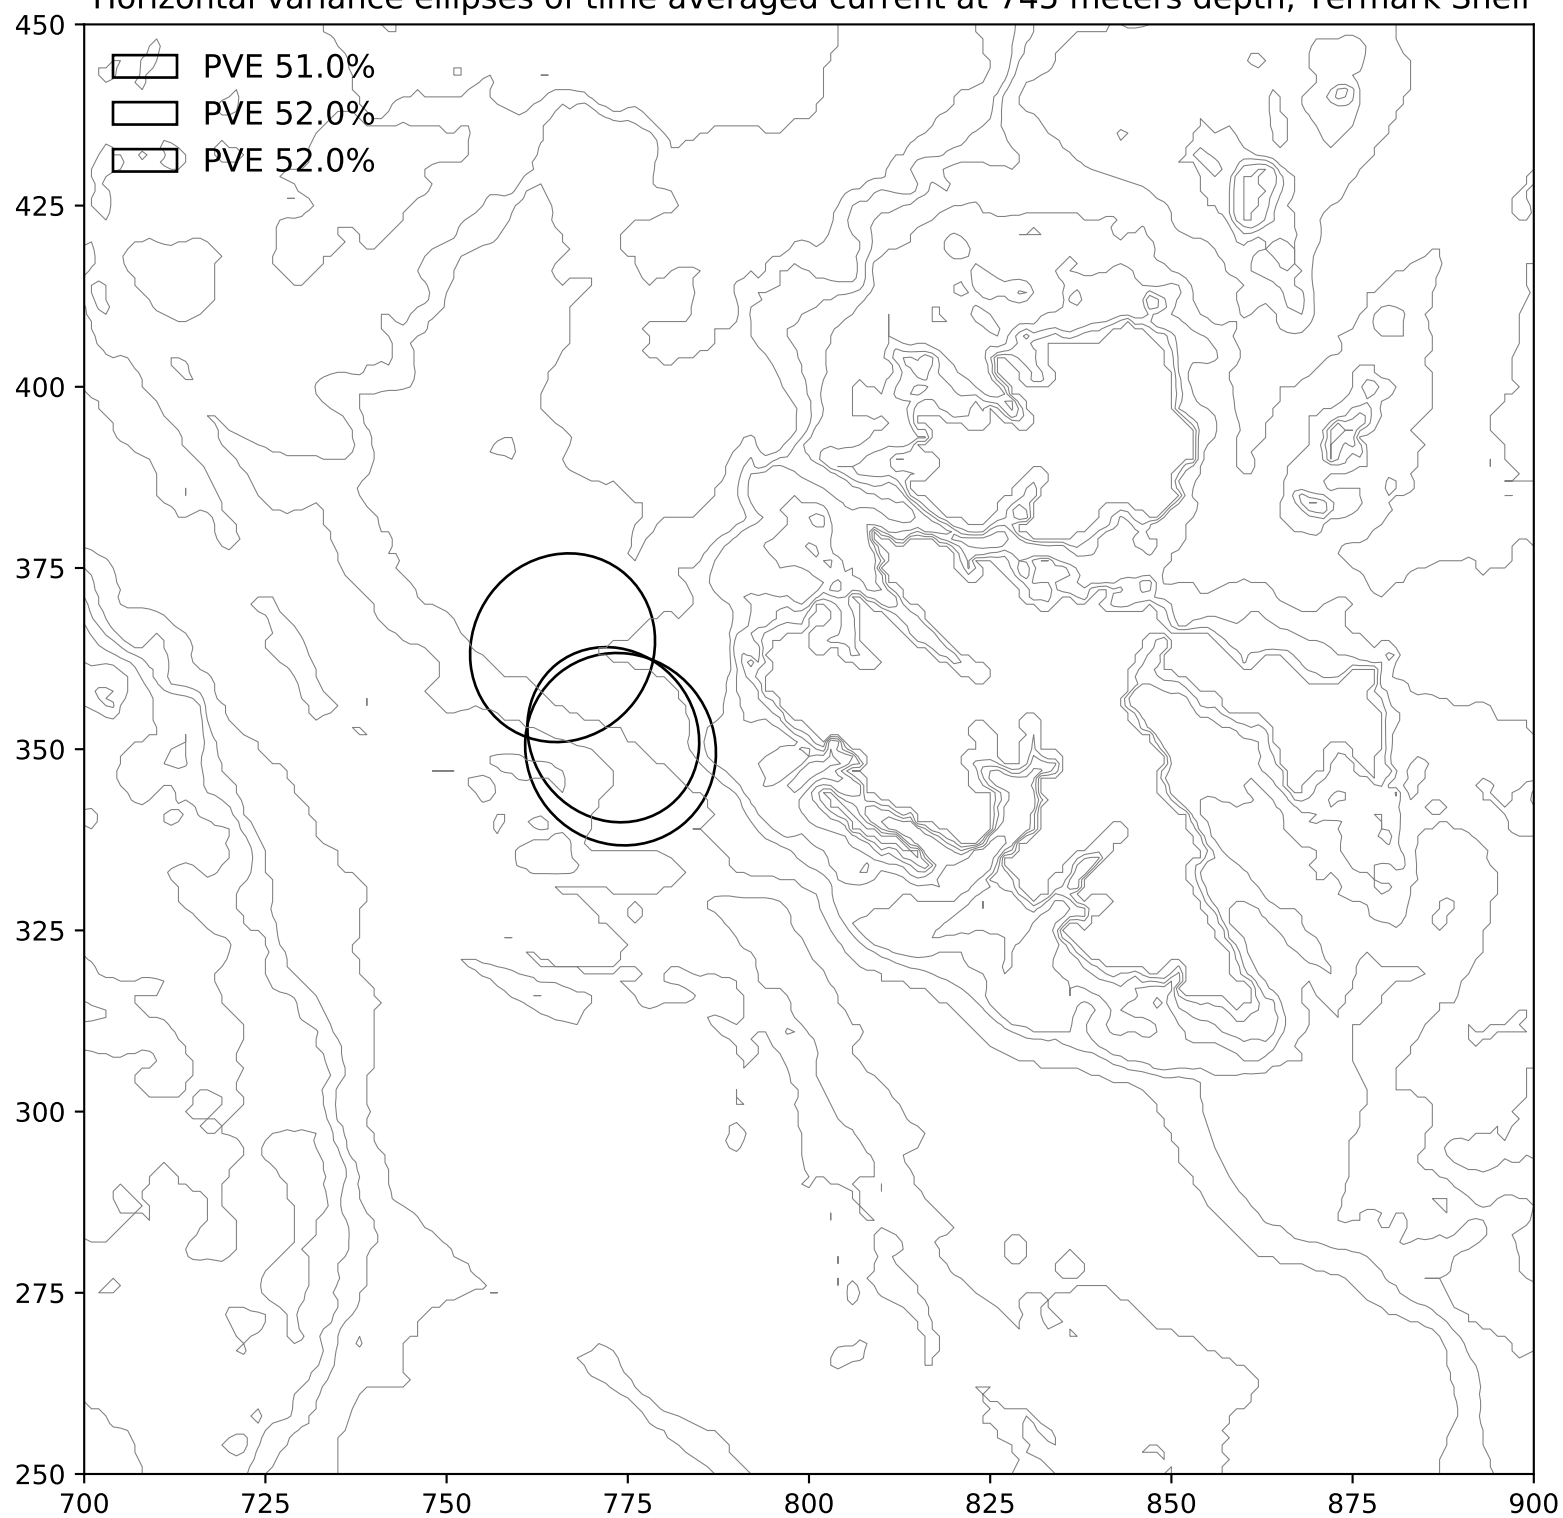 Horizontal variance ellipses of time averaged current at 745 meters depth, Yermark Shelf
450
PVE 51.0%
PVE 52.0%
PVE 52.0%
425
400
375
350
325
300
275
250
700 725 750 775 800 825 850 875 900